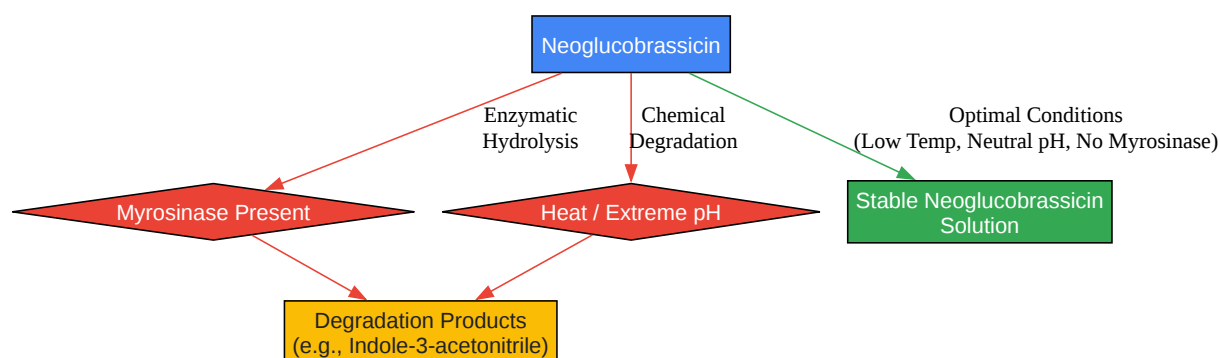 Neoglucobrassicin
Enzymatic
Hydrolysis
Chemical
Degradation
Optimal Conditions
(Low Temp, Neutral pH, No Myrosinase)
Myrosinase Present
Heat / Extreme pH
Stable Neoglucobrassicin
Solution
Degradation Products
(e.g., Indole-3-acetonitrile)